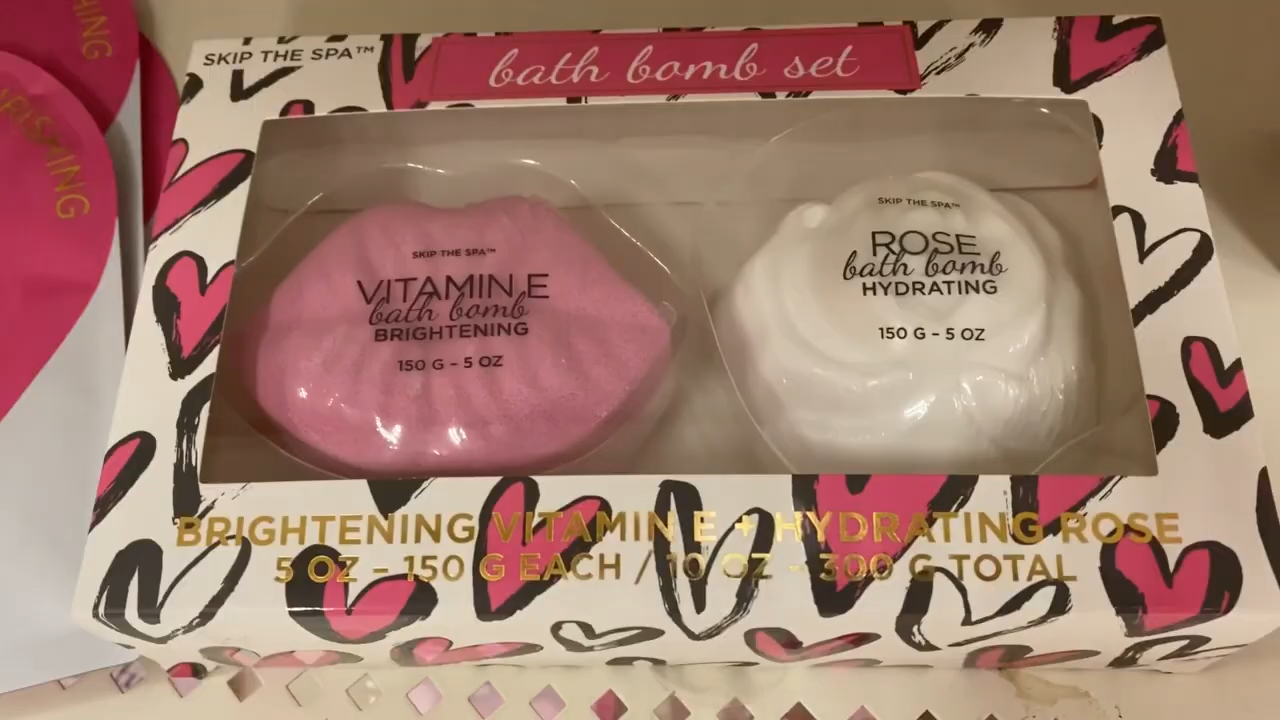 SKIP THE SPA™
bath bomb set
SKIP THE SPA™
VITAMIN E
bath bomb
BRIGHTENING
150 G – 5 OZ
SKIP THE SPA™
ROSE
bath bomb
HYDRATING
150 G – 5 OZ
BRIGHTENING VITAMIN E + HYDRATING ROSE
5 OZ – 150 G EACH / 10 OZ – 300 G TOTAL